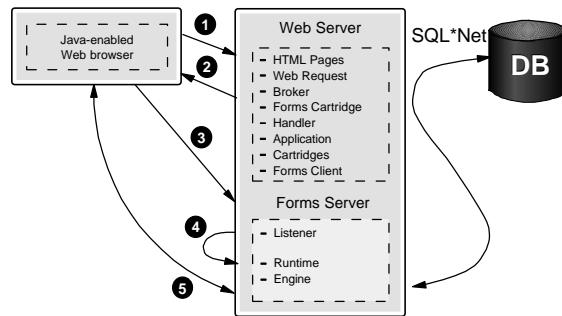 1
Web Server
SQL*Net
Java-enabled
Web browser
2
- HTML Pages
- Web Request
- Broker
- Forms Cartridge
- Handler
- Application
- Cartridges
- Forms Client
DB
3
Forms Server
4
- Listener
- Runtime
- Engine
5